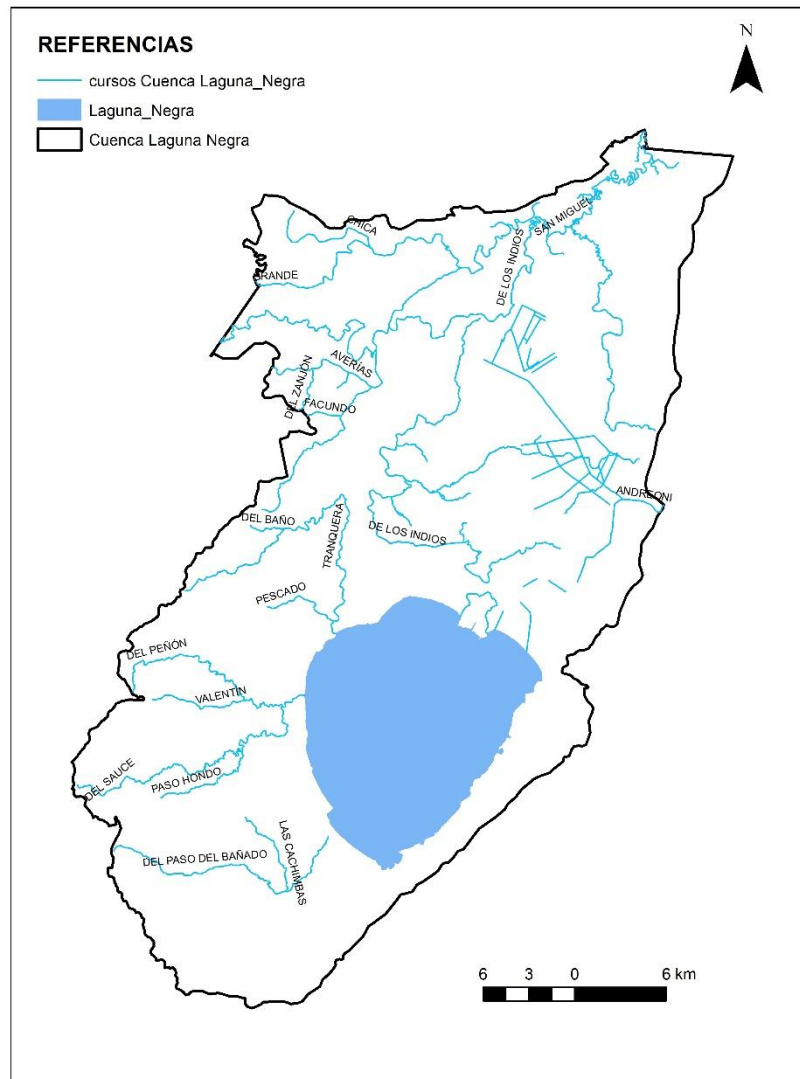 REFERENCIAS
cursos Cuenca Laguna_Negra
Laguna_Negra
Cuenca Laguna Negra
N
CHICA
SAN MIGUEL
DE LOS INDIOS
GRANDE
AVERÍAS
DEL ZANJÓN
FACUNDO
ANDREONI
DEL BAÑO
TRANQUERA
DE LOS INDIOS
PESCADO
DEL PEÑÓN
VALENTÍN
DEL SAUCE
PASO HONDO
LAS CACHIMBAS
DEL PASO DEL BAÑADO
6 3 0 6 km